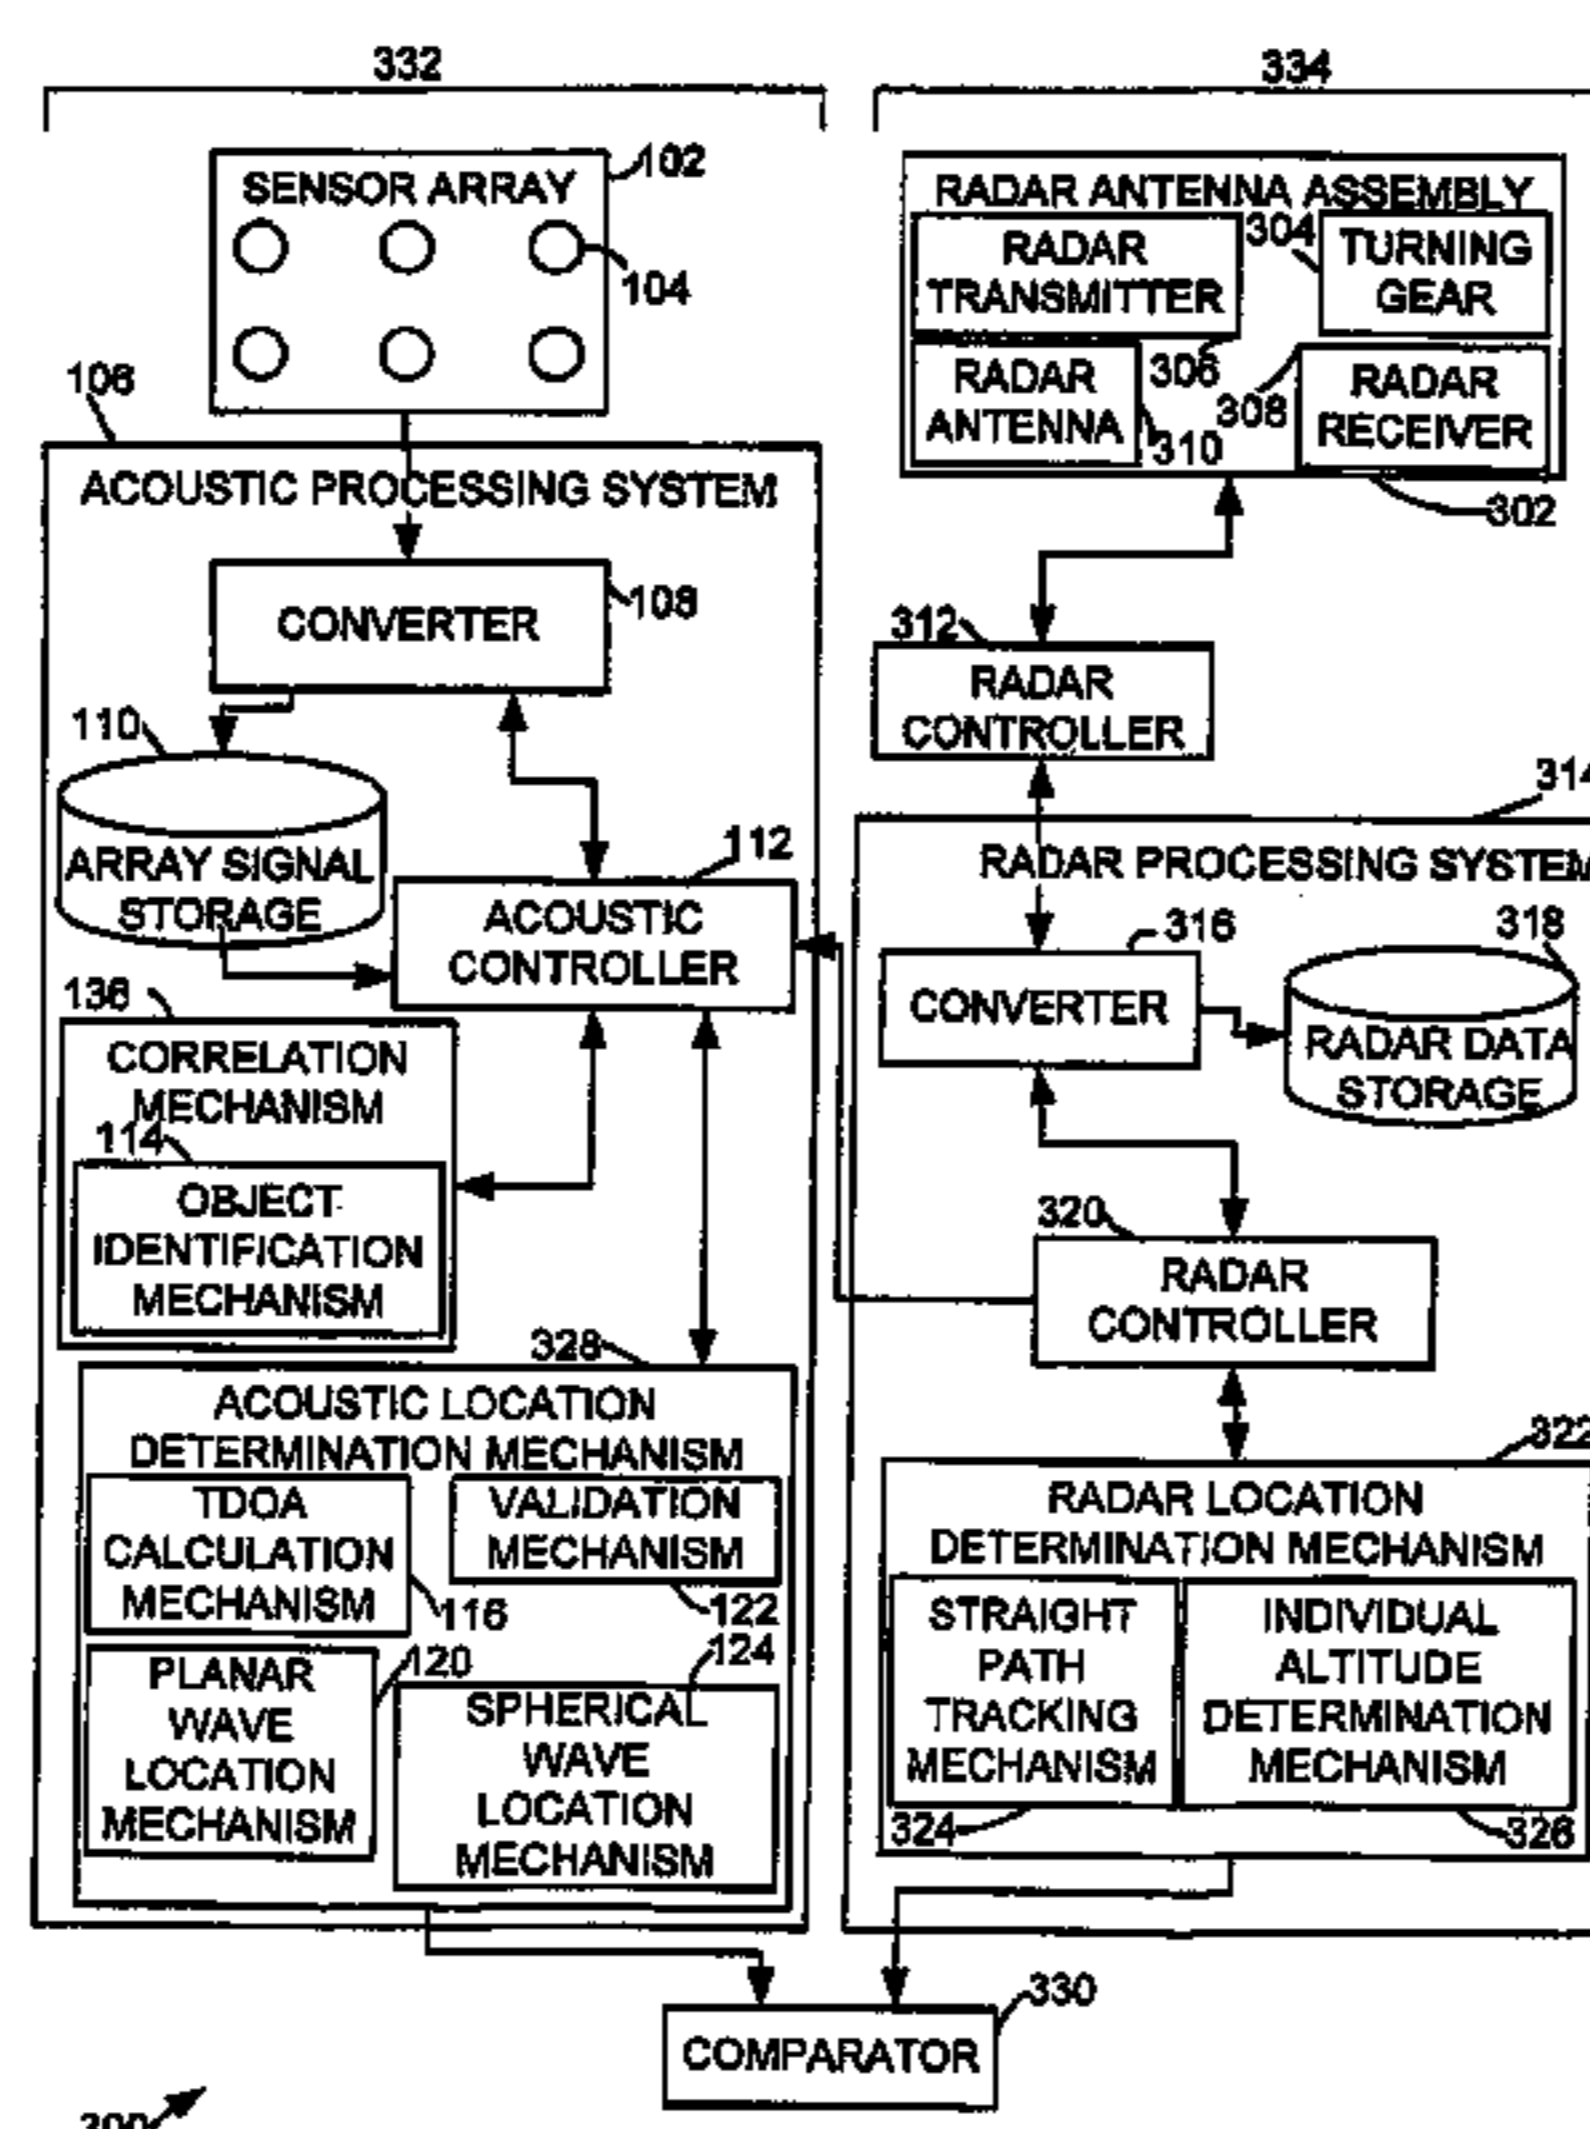 332
334
102
SENSOR ARRAY
104
106
ACOUSTIC PROCESSING SYSTEM
CONVERTER
108
110
ARRAY SIGNAL
STORAGE
112
ACOUSTIC
CONTROLLER
136
CORRELATION
MECHANISM
114
OBJECT
IDENTIFICATION
MECHANISM
328
ACOUSTIC LOCATION
DETERMINATION MECHANISM
TDOA
CALCULATION
MECHANISM
116
VALIDATION
MECHANISM
122
PLANAR
WAVE
LOCATION
MECHANISM
120
124
SPHERICAL
WAVE
LOCATION
MECHANISM
RADAR ANTENNA ASSEMBLY
RADAR
TRANSMITTER
304
TURNING
GEAR
306
RADAR
ANTENNA
310
308
RADAR
RECEIVER
302
312
RADAR
CONTROLLER
314
RADAR PROCESSING SYSTEM
316
CONVERTER
318
RADAR DATA
STORAGE
320
RADAR
CONTROLLER
322
RADAR LOCATION
DETERMINATION MECHANISM
STRAIGHT
PATH
TRACKING
MECHANISM
324
INDIVIDUAL
ALTITUDE
DETERMINATION
MECHANISM
326
330
COMPARATOR
300